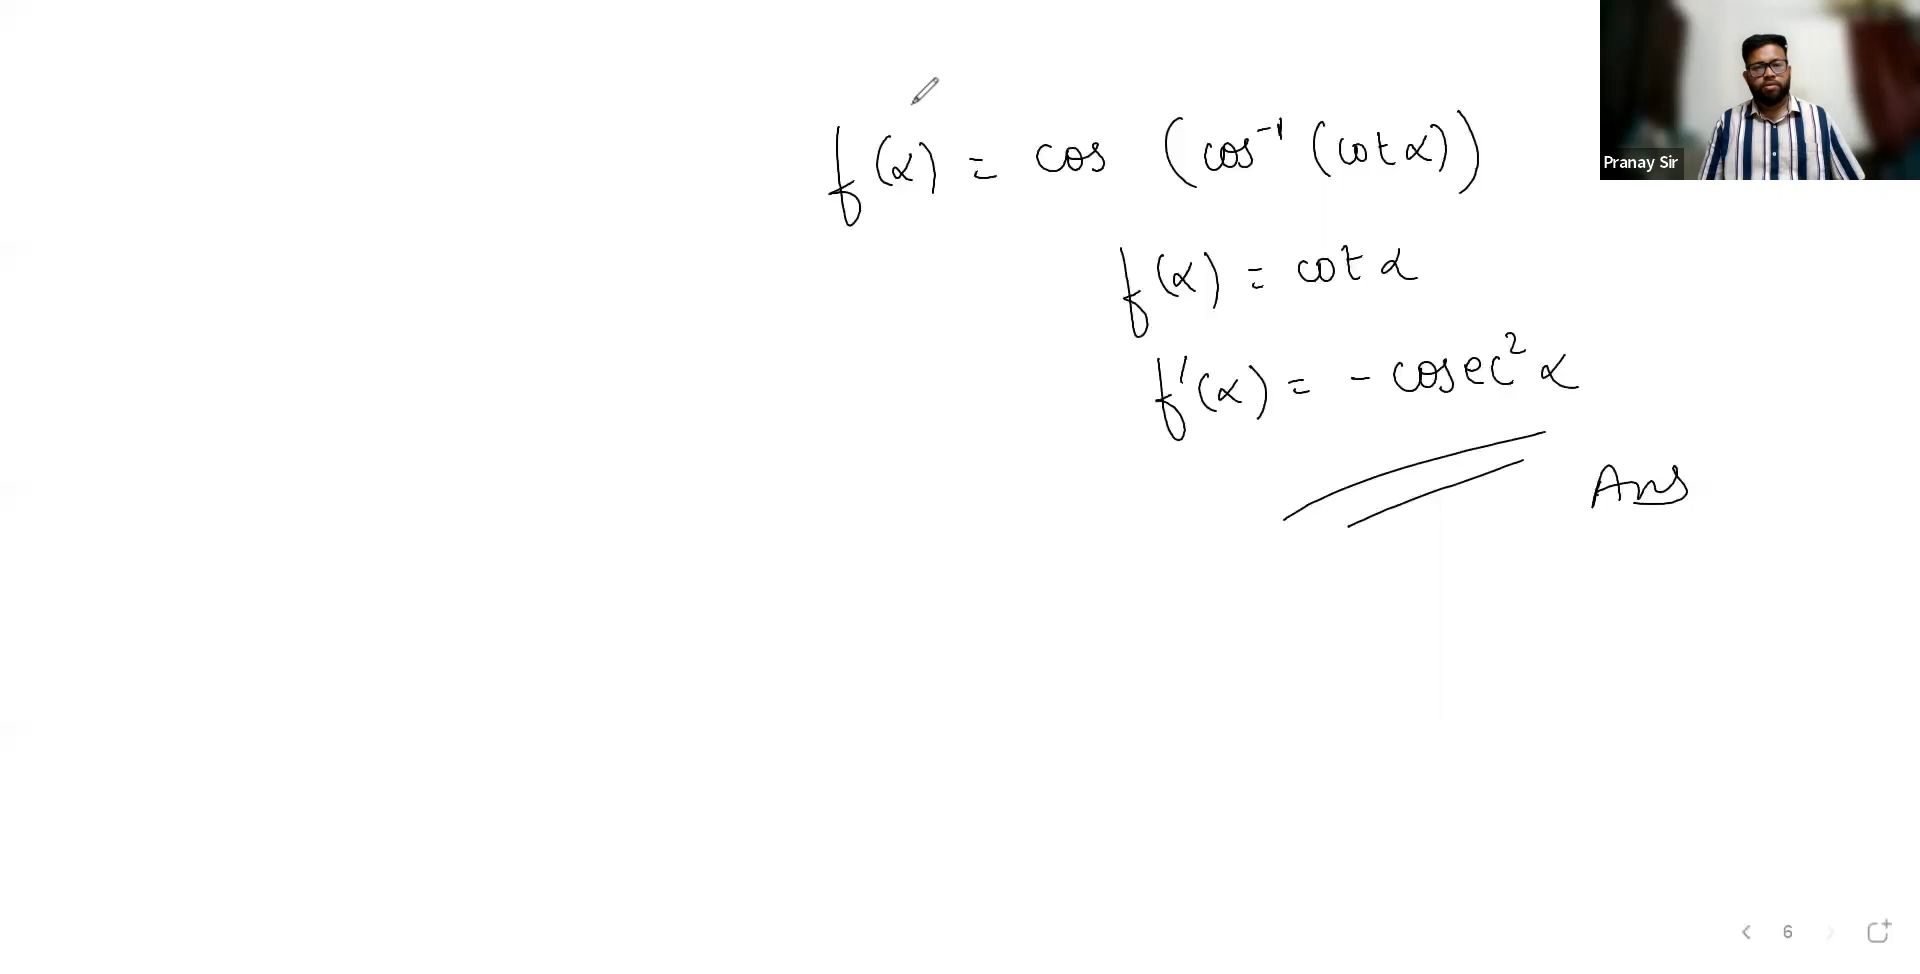 f(α) = cos (cos⁻¹ (cot α))
Pranay Sir
f(α) = cot α
f'(α) = - cosec² α
Ans
6